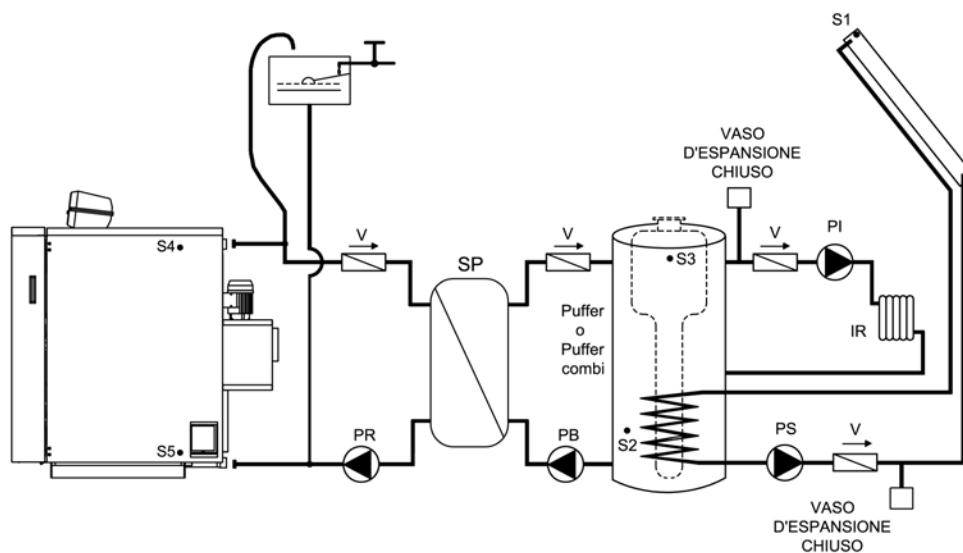 S1
VASO
D'ESPANSIONE
CHIUSO
S4
V
V
SP
S3
V
PI
Puffer
o
Puffer
combi
IR
S5
PR
PB
S2
PS
V
VASO
D'ESPANSIONE
CHIUSO